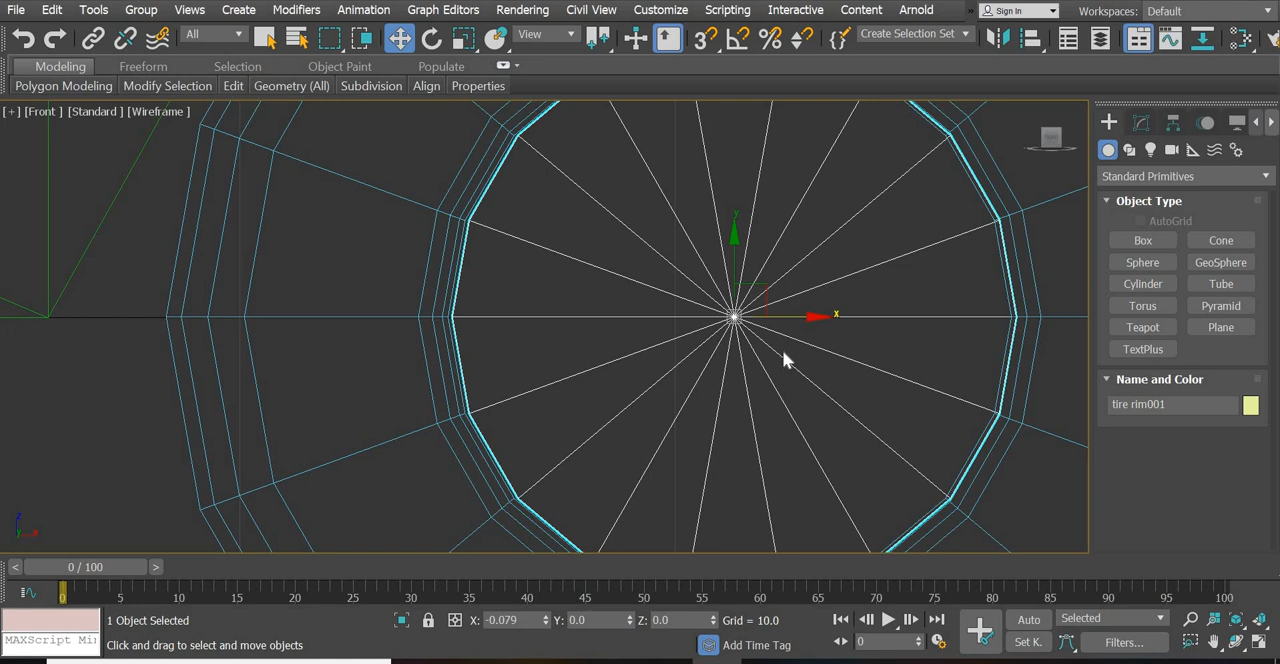 File Edit Tools Group Views Create Modifiers Animation Graph Editors Rendering Civil View Customize Scripting Interactive Content Arnold » Sign In Workspaces: Default
All View 3 Create Selection Set
Modeling Freeform Selection Object Paint Populate
Polygon Modeling Modify Selection Edit Geometry (All) Subdivision Align Properties
[+] [Front ] [Standard ] [Wireframe ]
Standard Primitives
Object Type
AutoGrid
Box Cone
Sphere GeoSphere
Cylinder Tube
Torus Pyramid
Teapot Plane
TextPlus
Name and Color
tire rim001
y
x
z
y x
< 0 / 100 >
0 5 10 15 20 25 30 35 40 45 50 55 60 65 70 75 80 85 90 95 100
1 Object Selected X: -0.079 Y: 0.0 Z: 0.0 Grid = 10.0 Auto Selected
MAXScript Mi Click and drag to select and move objects Add Time Tag 0 Set K. Filters...